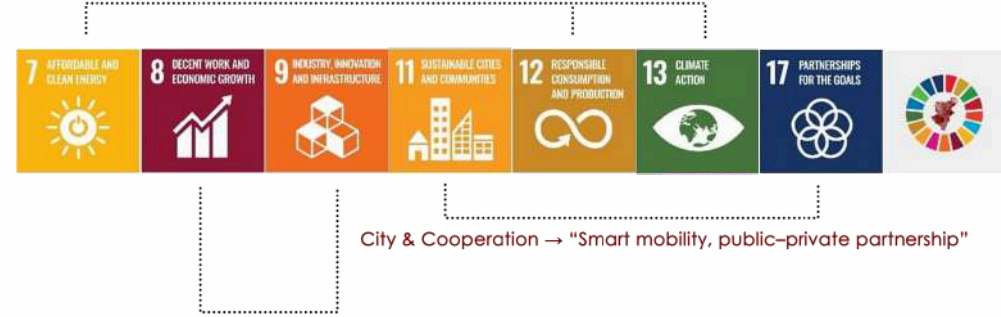 7 AFFORDABLE AND
CLEAN ENERGY
8 DECENT WORK AND
ECONOMIC GROWTH
9 INDUSTRY, INNOVATION
AND INFRASTRUCTURE
11 SUSTAINABLE CITIES
AND COMMUNITIES
12 RESPONSIBLE
CONSUMPTION
AND PRODUCTION
13 CLIMATE
ACTION
17 PARTNERSHIPS
FOR THE GOALS
City & Cooperation → “Smart mobility, public–private partnership”